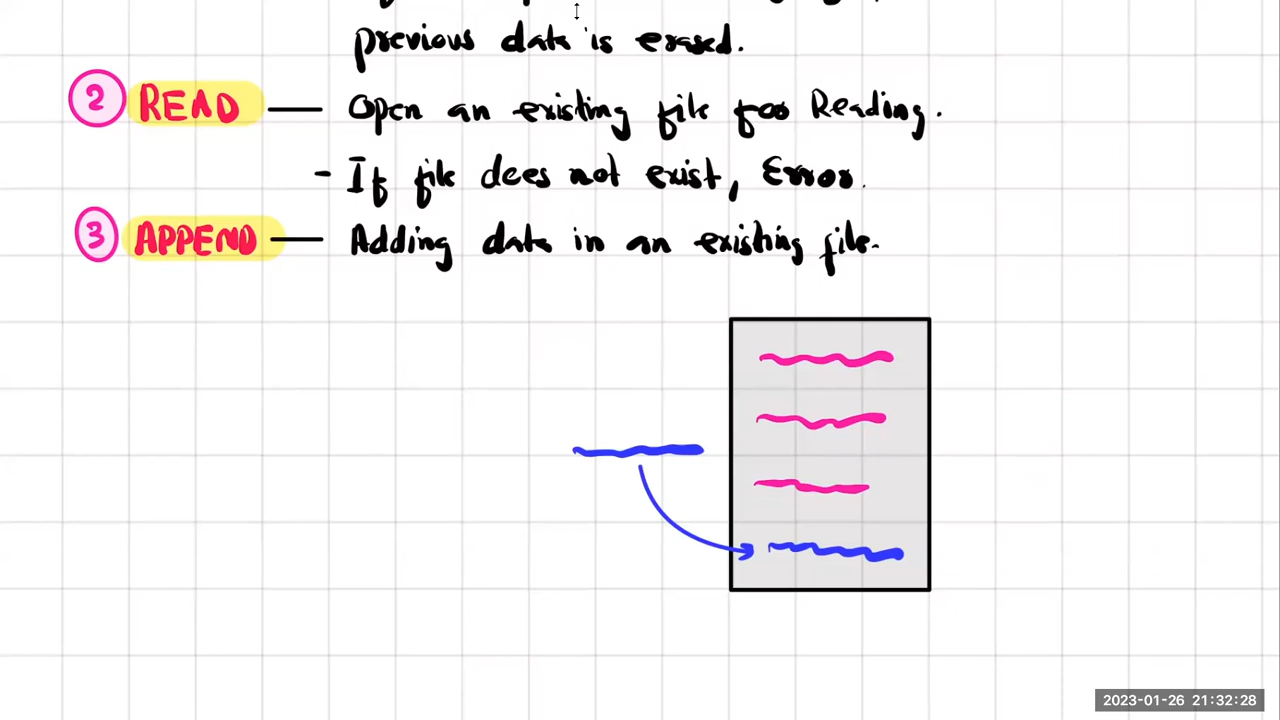 previous data is erased.
2 READ — Open an existing file for Reading.
- If file does not exist, Error.
3 APPEND — Adding data in an existing file.
2023-01-26 21:32:28